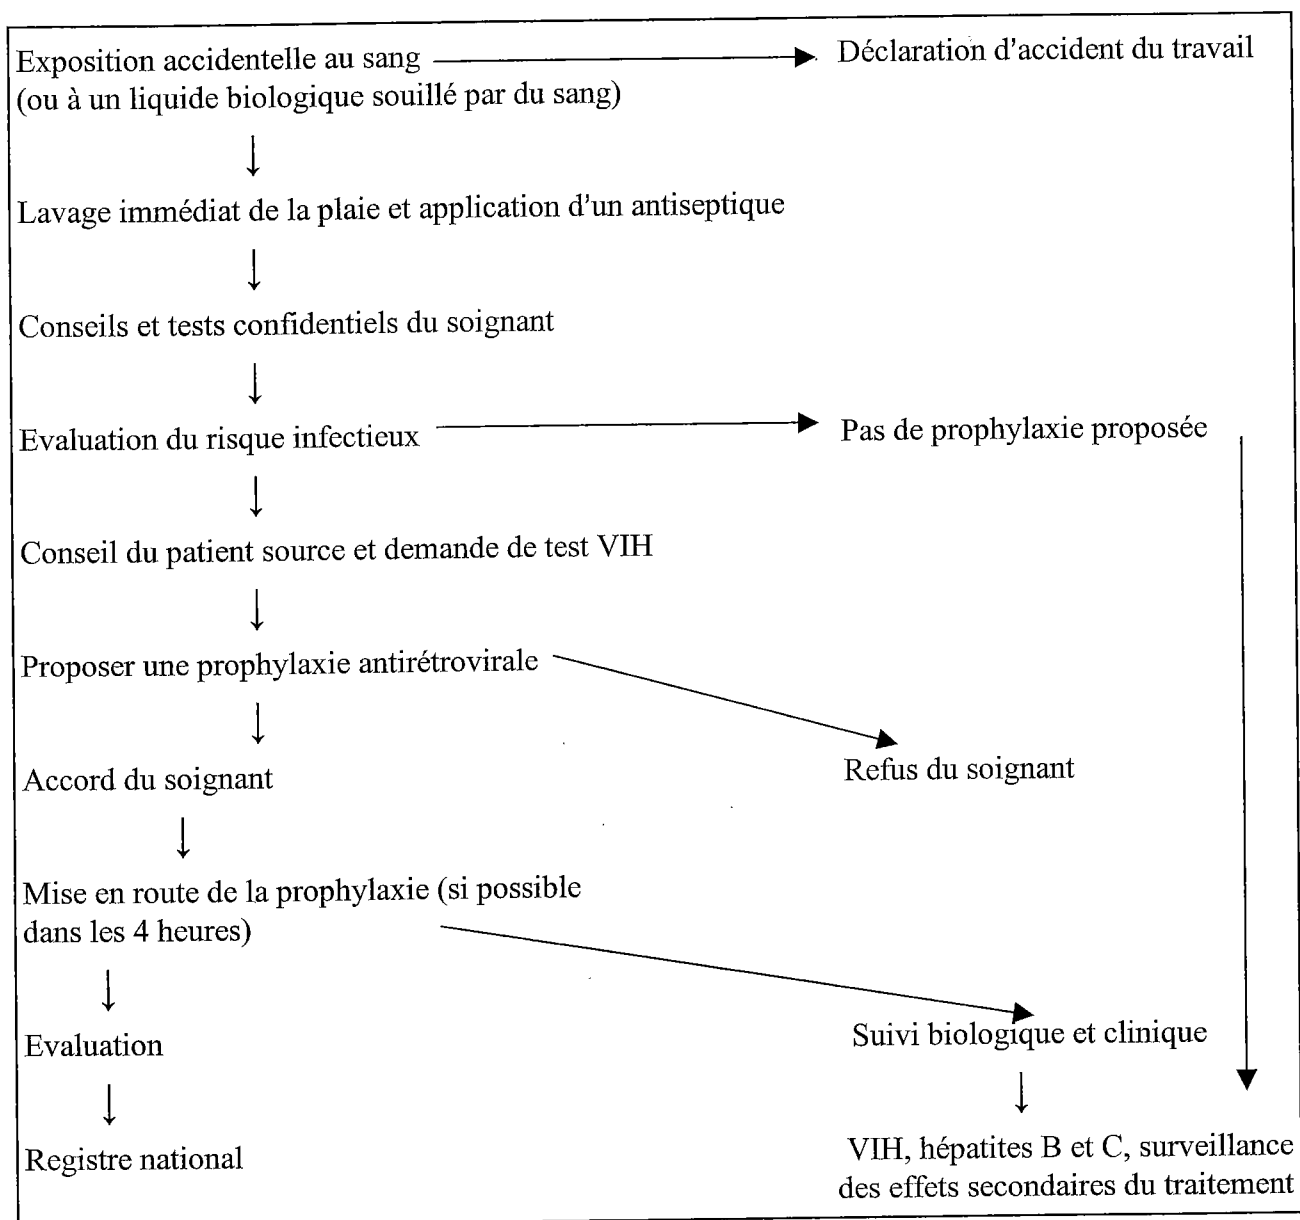 Exposition accidentelle au sang
Déclaration d'accident du travail
(ou à un liquide biologique souillé par du sang)
Lavage immédiat de la plaie et application d'un antiseptique
Conseils et tests confidentiels du soignant
Evaluation du risque infectieux
Pas de prophylaxie proposée
Conseil du patient source et demande de test VIH
Proposer une prophylaxie antirétrovirale
Accord du soignant
Refus du soignant
Mise en route de la prophylaxie (si possible
dans les 4 heures)
Evaluation
Suivi biologique et clinique
Registre national
VIH, hépatites B et C, surveillance
des effets secondaires du traitement